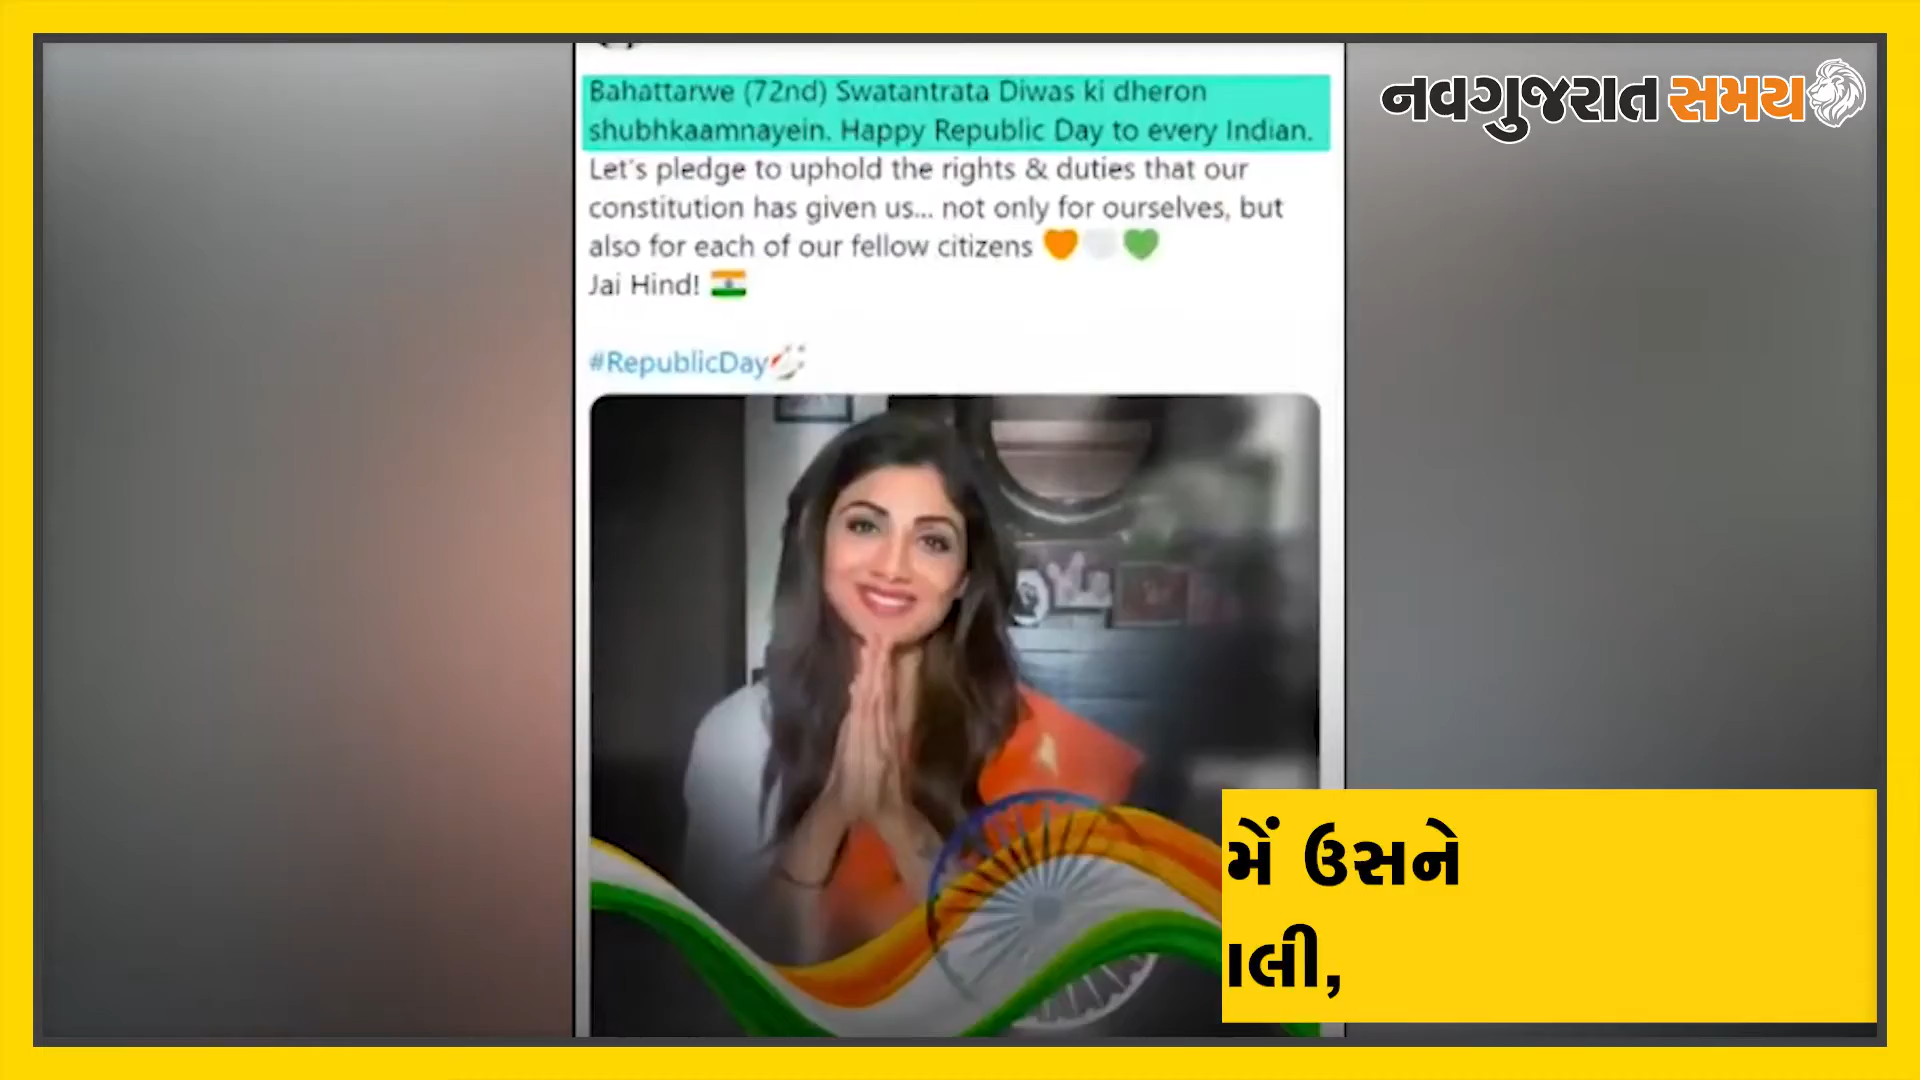 નવગુજરાત સમય
Bahattarwe (72nd) Swatantrata Diwas ki dheron
shubhkaamnayein. Happy Republic Day to every Indian.
Let's pledge to uphold the rights & duties that our
constitution has given us... not only for ourselves, but
also for each of our fellow citizens 🧡🤍💚
Jai Hind! 🇮🇳
#RepublicDay
મેં ઉસને
ાલી,